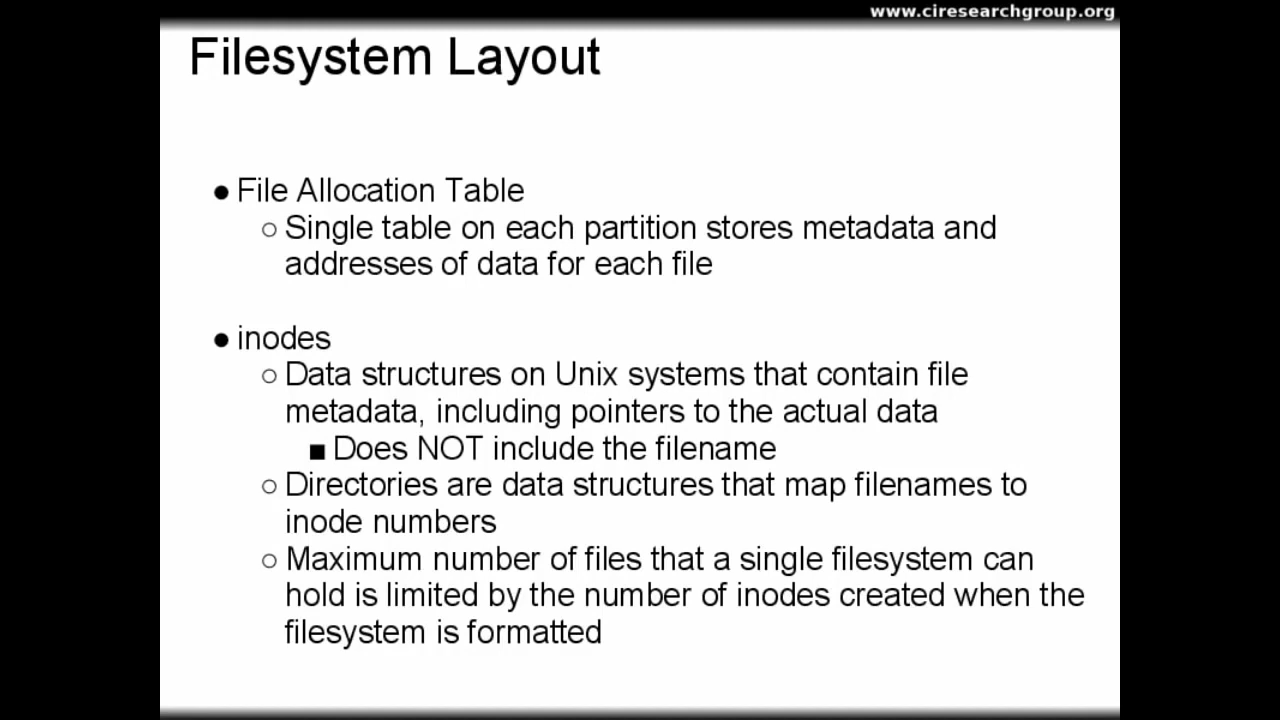 www.ciresearchgroup.org
Filesystem Layout
● File Allocation Table
○ Single table on each partition stores metadata and
addresses of data for each file
● inodes
○ Data structures on Unix systems that contain file
metadata, including pointers to the actual data
■ Does NOT include the filename
○ Directories are data structures that map filenames to
inode numbers
○ Maximum number of files that a single filesystem can
hold is limited by the number of inodes created when the
filesystem is formatted